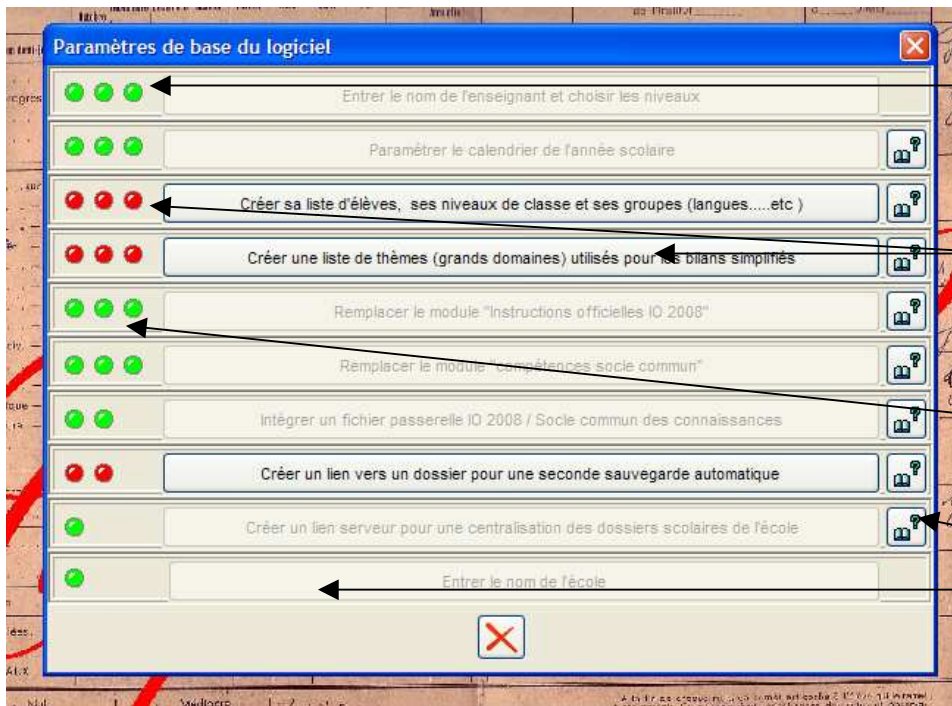 Paramètres de base du logiciel
Entrer le nom de l'enseignant et choisir les niveaux
Paramétrer le calendrier de l'année scolaire
Créer sa liste d'élèves, ses niveaux de classe et ses groupes (langues.....etc )
Créer une liste de thèmes (grands domaines) utilisés pour les bilans simplifiés
Remplacer le module "Instructions officielles IO 2008"
Remplacer le module "compétences socle commun"
Intégrer un fichier passerelle IO 2008 / Socle commun des connaissances
Créer un lien vers un dossier pour une seconde sauvegarde automatique
Créer un lien serveur pour une centralisation des dossiers scolaires de l'école
Entrer le nom de l'école
Médiocre